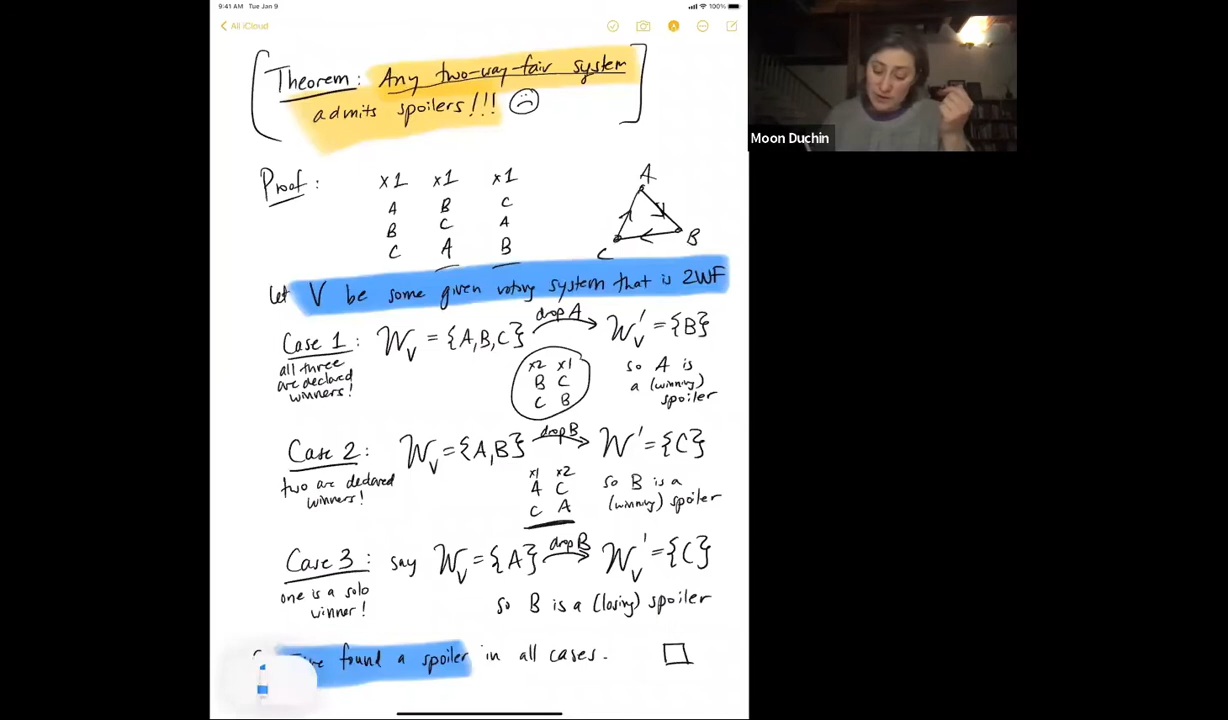 9:41 AM Tue Jan 9
100%
All iCloud
Theorem: Any two-way-fair system
admits spoilers!!!
Proof:
x1 x1 x1
A B C
B C A
C A B
A
B
C
let V be some given voting system that is 2WF
Case 1: W_V = {A,B,C} drop A W_V' = {B}
all three
are declared
winners!
x2 x1
B C
C B
so A is
a (winning)
spoiler
Case 2: W_V = {A,B} drop B W' = {C}
two are declared
winners!
x1 x2
A C
C A
so B is a
(winning) spoiler
Case 3: say W_V = {A} drop B W_V' = {C}
one is a solo
winner!
so B is a (losing) spoiler
found a spoiler in all cases.
Moon Duchin